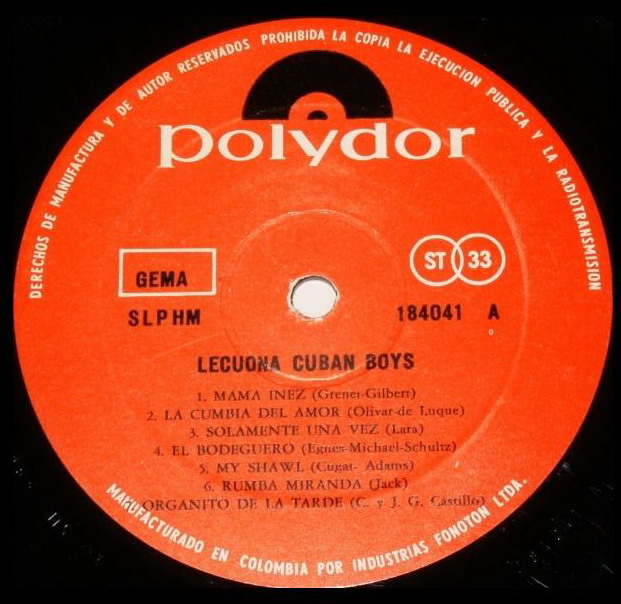 DERECHOS DE MANUFACTURA Y DE AUTOR RESERVADOS PROHIBIDA LA COPIA LA EJECUCION PUBLICA Y LA RADIOTRANSMISION
polydor
GEMA
ST 33
SLPHM
184041 A
LECUONA CUBAN BOYS
1. MAMA INEZ (Grenet-Gilbert)
2. LA CUMBIA DEL AMOR (Olivar-de Luque)
3. SOLAMENTE UNA VEZ (Lara)
4. EL BODEGUERO (Egues-Michael-Schultz)
5. MY SHAWL (Cugat- Adams)
6. RUMBA MIRANDA (Jack)
ORGANITO DE LA TARDE (C. y J. G. Castillo)
MANUFACTURADO EN COLOMBIA POR INDUSTRIAS FONOTON LTDA.